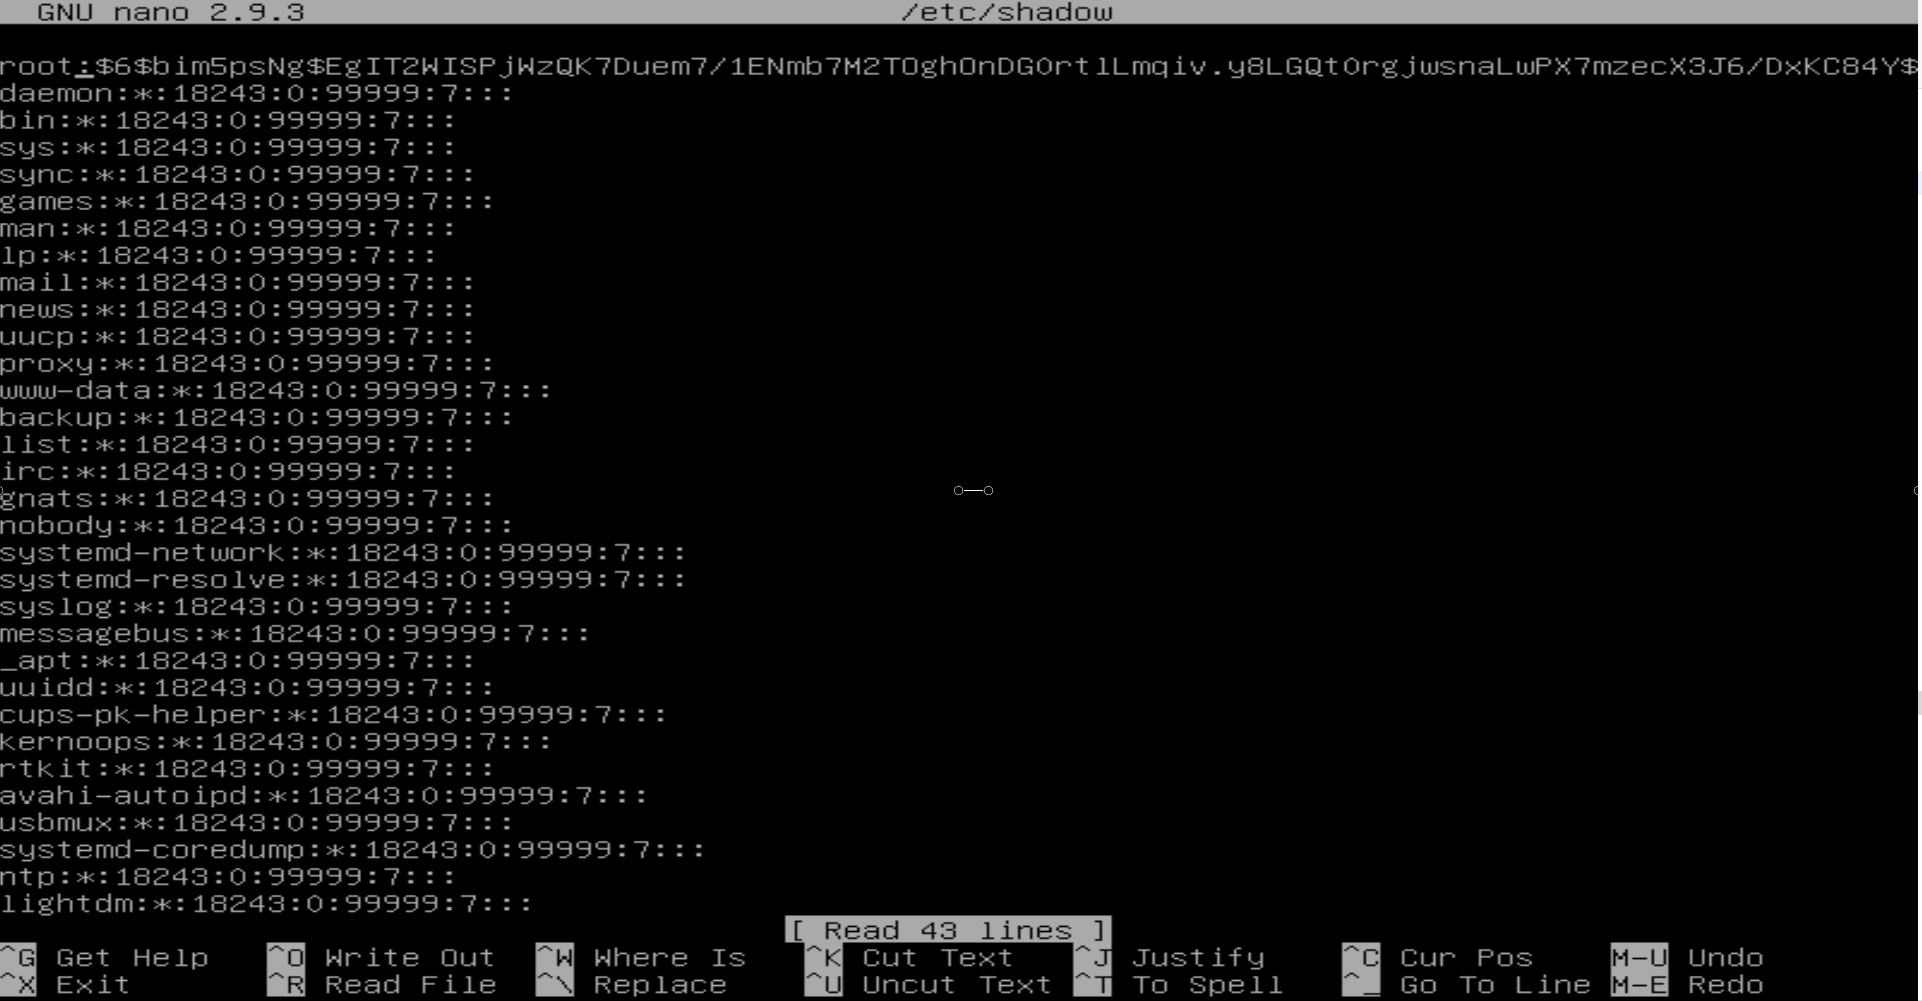 GNU nano 2.9.3 /etc/shadow
root:$6$bim5psNg$EgIT2WISPjWzQK7Duem7/1ENmb7M2TOghOnDGOrtlLmqiv.y8LGQtOrgjwsnaLwPX7mzecX3J6/DxKC84Y$
daemon:*:18243:0:99999:7:::
bin:*:18243:0:99999:7:::
sys:*:18243:0:99999:7:::
sync:*:18243:0:99999:7:::
games:*:18243:0:99999:7:::
man:*:18243:0:99999:7:::
lp:*:18243:0:99999:7:::
mail:*:18243:0:99999:7:::
news:*:18243:0:99999:7:::
uucp:*:18243:0:99999:7:::
proxy:*:18243:0:99999:7:::
www-data:*:18243:0:99999:7:::
backup:*:18243:0:99999:7:::
list:*:18243:0:99999:7:::
irc:*:18243:0:99999:7:::
gnats:*:18243:0:99999:7:::
nobody:*:18243:0:99999:7:::
systemd-network:*:18243:0:99999:7:::
systemd-resolve:*:18243:0:99999:7:::
syslog:*:18243:0:99999:7:::
messagebus:*:18243:0:99999:7:::
_apt:*:18243:0:99999:7:::
uuidd:*:18243:0:99999:7:::
cups-pk-helper:*:18243:0:99999:7:::
kernoops:*:18243:0:99999:7:::
rtkit:*:18243:0:99999:7:::
avahi-autoipd:*:18243:0:99999:7:::
usbmux:*:18243:0:99999:7:::
systemd-coredump:*:18243:0:99999:7:::
ntp:*:18243:0:99999:7:::
lightdm:*:18243:0:99999:7:::
[ Read 43 lines ]
^G Get Help ^O Write Out ^W Where Is ^K Cut Text ^J Justify ^C Cur Pos M-U Undo
^X Exit ^R Read File ^\ Replace ^U Uncut Text ^T To Spell ^_ Go To Line M-E Redo